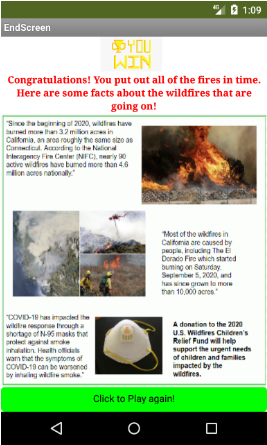 4G 1:09
EndScreen
YOU
WIN
Congratulations! You put out all of the fires in time.
Here are some facts about the wildfires that are
going on!
"Since the beginning of 2020, wildfires have
burned more than 3.2 million acres in
California, an area roughly the same size as
Connecticut. According to the National
Interagency Fire Center (NIFC), nearly 90
active wildfires have burned more than 4.6
million acres nationally."
"Most of the wildfires in
California are caused by
people, including The El
Dorado Fire which started
burning on Saturday,
September 5, 2020, and
has since grown to more
than 10,000 acres."
"COVID-19 has impacted the
wildfire response through a
shortage of N-95 masks that
protect against smoke
inhalation. Health officials
warn that the symptoms of
COVID-19 can be worsened
by inhaling wildfire smoke."
A donation to the 2020
U.S. Wildfires Children's
Relief Fund will help
support the urgent needs
of children and families
impacted by the
wildfires.
Click to Play again!